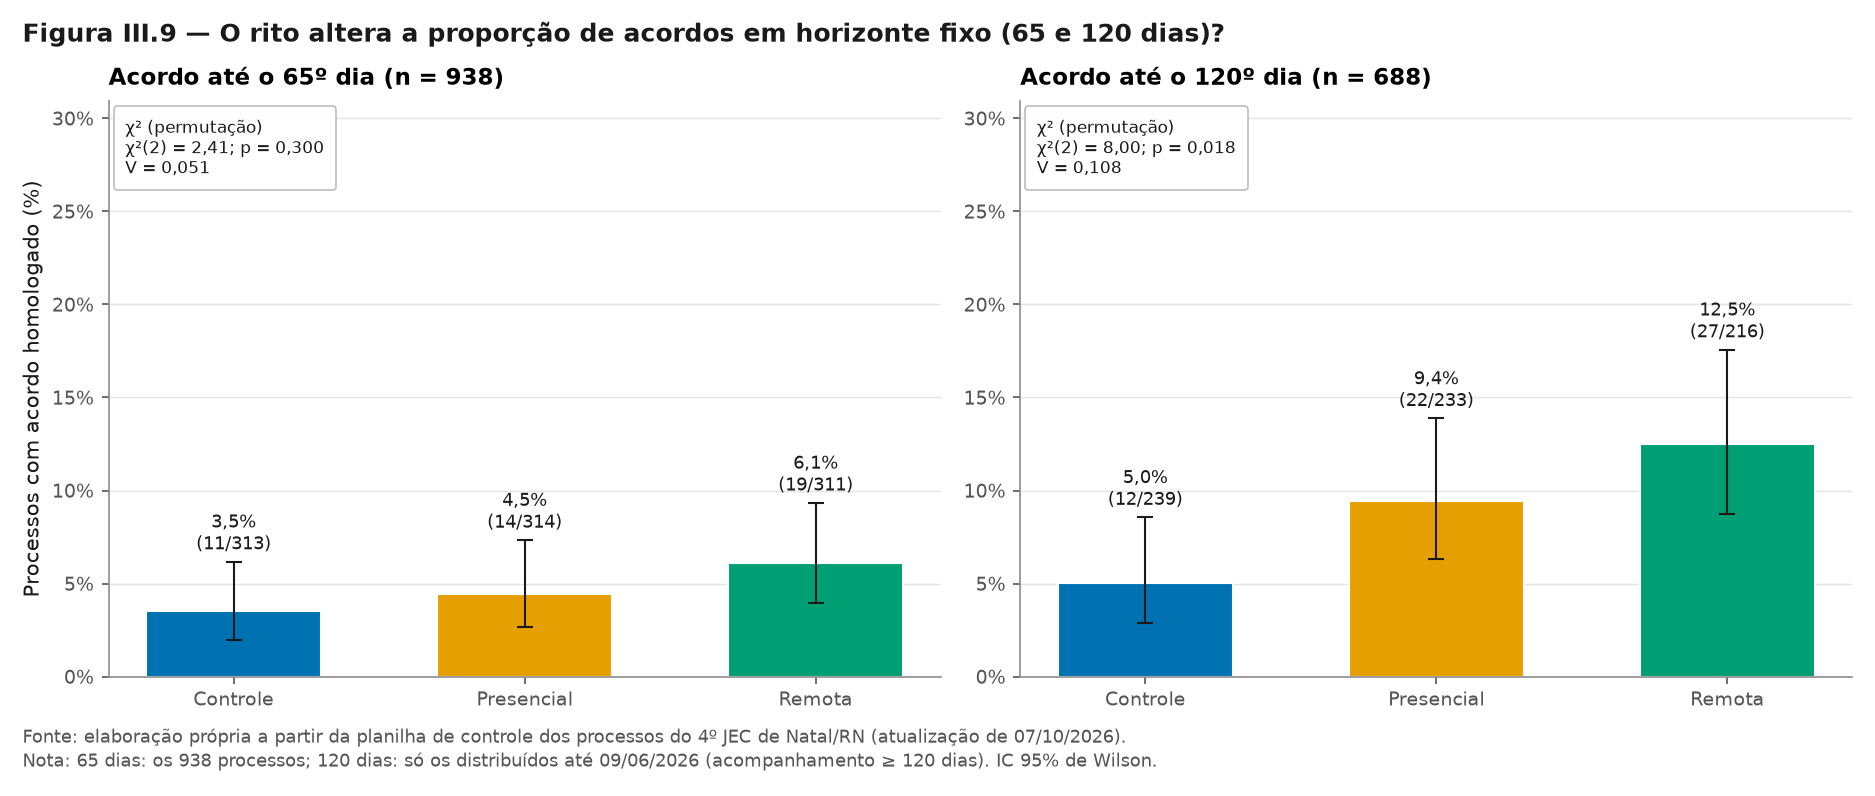 Figura III.9 — O rito altera a proporção de acordos em horizonte fixo (65 e 120 dias)?
Acordo até o 65º dia (n = 938)
Processos com acordo homologado (%)
30%
25%
20%
15%
10%
5%
0%
χ² (permutação)
χ²(2) = 2,41; p = 0,300
V = 0,051
3,5%
(11/313)
4,5%
(14/314)
6,1%
(19/311)
Controle
Presencial
Remota
Acordo até o 120º dia (n = 688)
30%
25%
20%
15%
10%
5%
0%
χ² (permutação)
χ²(2) = 8,00; p = 0,018
V = 0,108
5,0%
(12/239)
9,4%
(22/233)
12,5%
(27/216)
Controle
Presencial
Remota
Fonte: elaboração própria a partir da planilha de controle dos processos do 4º JEC de Natal/RN (atualização de 07/10/2026).
Nota: 65 dias: os 938 processos; 120 dias: só os distribuídos até 09/06/2026 (acompanhamento ≥ 120 dias). IC 95% de Wilson.